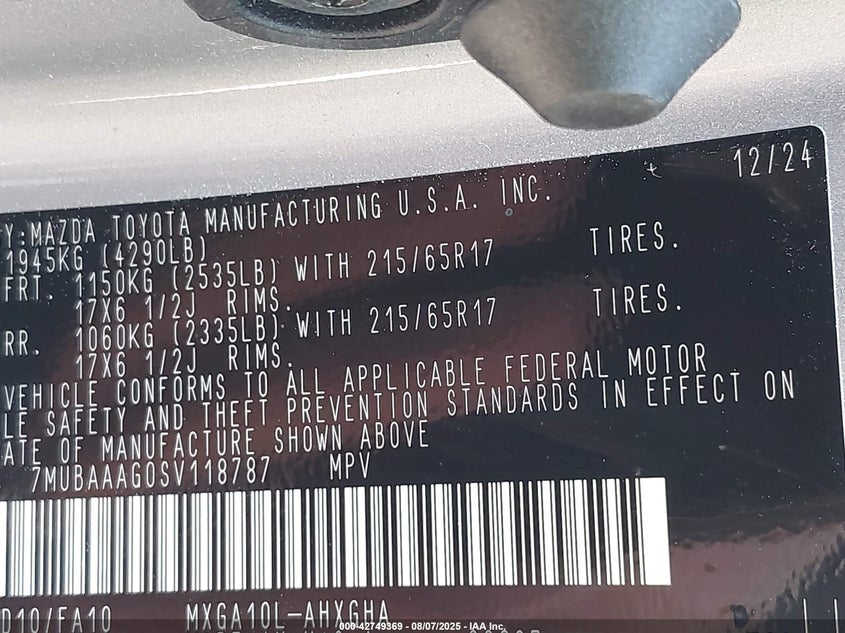 12/24
Y:MAZDA TOYOTA MANUFACTURING U.S.A. INC.
1945KG (4290LB)
FRT. 1150KG (2535LB) WITH 215/65R17 TIRES.
17X6 1/2J RIMS.
RR. 1060KG (2335LB) WITH 215/65R17 TIRES.
17X6 1/2J RIMS.
VEHICLE CONFORMS TO ALL APPLICABLE FEDERAL MOTOR
LE SAFETY AND THEFT PREVENTION STANDARDS IN EFFECT ON
ATE OF MANUFACTURE SHOWN ABOVE
7MUBAAAG0SV118787 MPV
D10/FA10 MXGA10L-AHXGHA
000-42749369 - 08/07/2025 - IAA Inc.